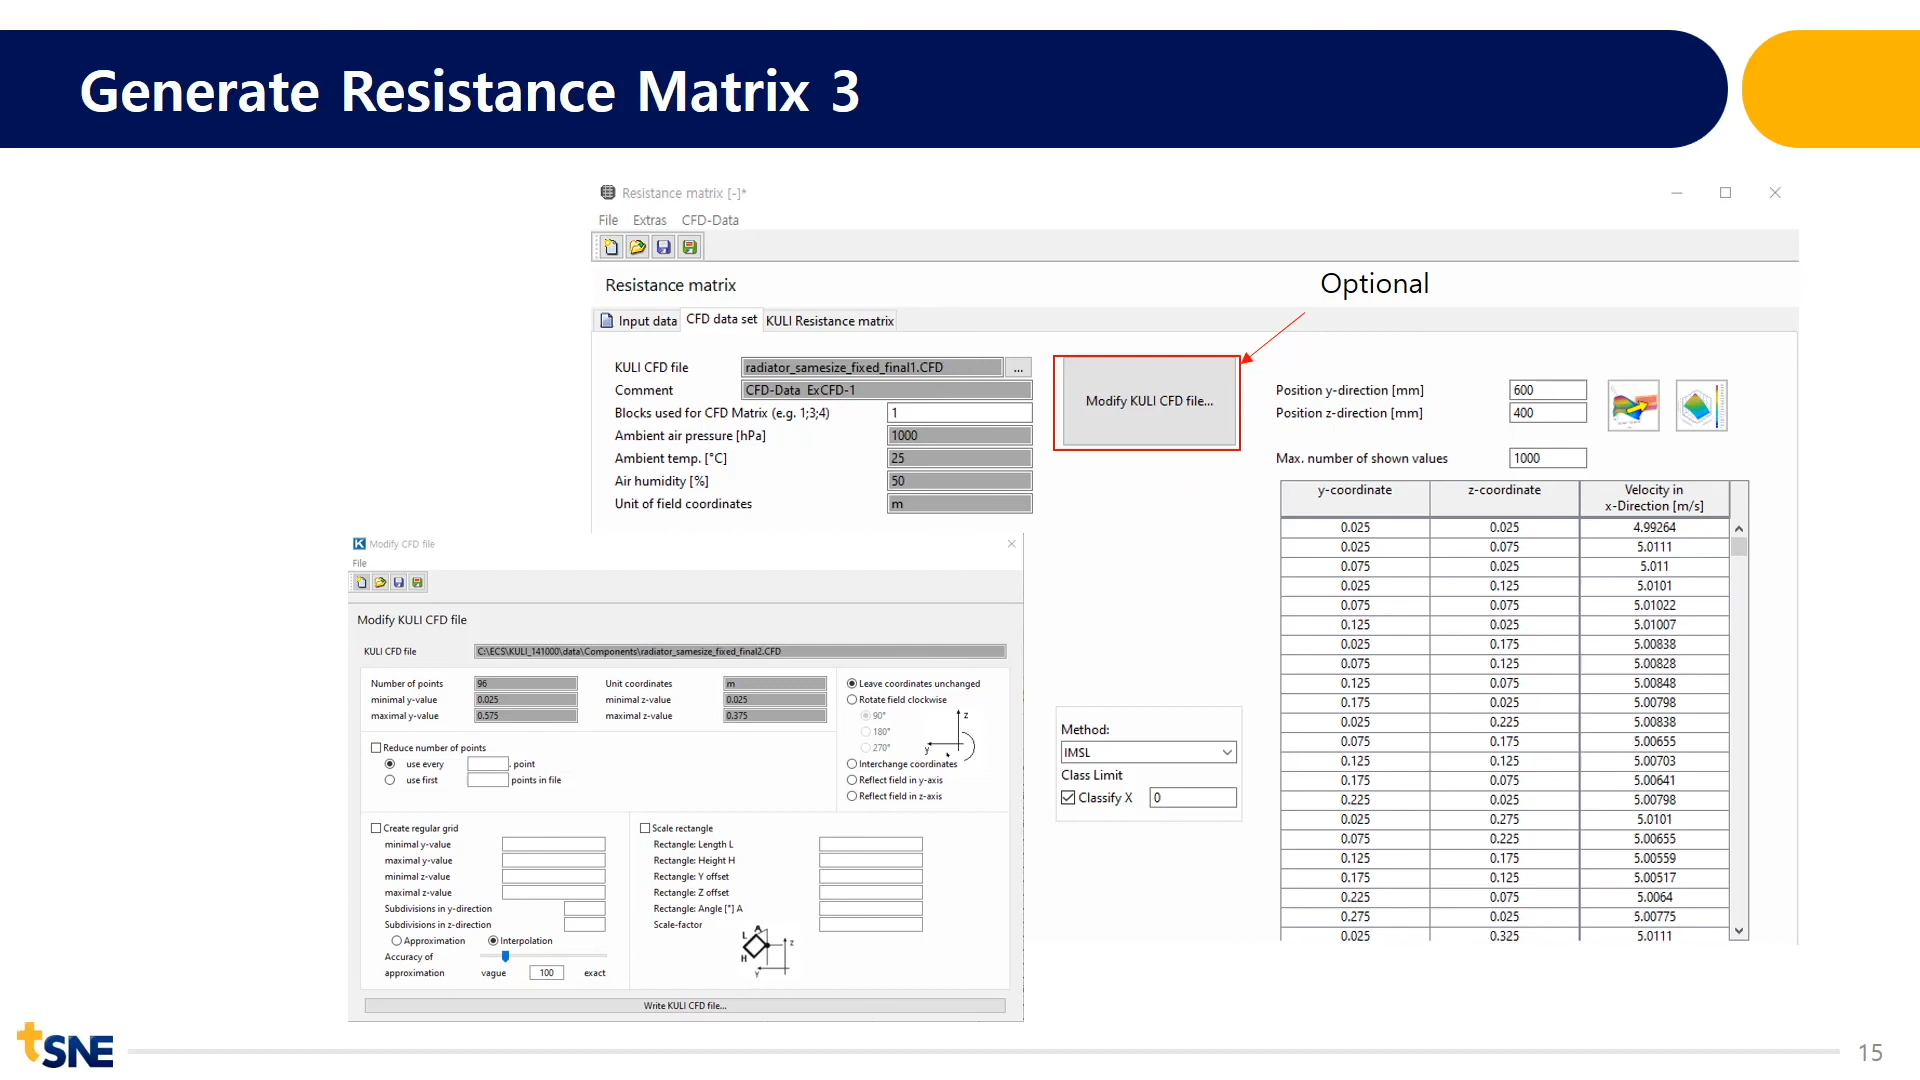 Generate Resistance Matrix 3
Resistance matrix [-]*
File Extras CFD-Data
Resistance matrix
Optional
Input data CFD data set KULI Resistance matrix
KULI CFD file radiator_samesize_fixed_final1.CFD ...
Comment CFD-Data ExCFD-1
Blocks used for CFD Matrix (e.g. 1;3;4) 1
Ambient air pressure [hPa] 1000
Ambient temp. [°C] 25
Air humidity [%] 50
Unit of field coordinates m
Modify KULI CFD file...
Position y-direction [mm] 600
Position z-direction [mm] 400
Max. number of shown values 1000
y-coordinate z-coordinate Velocity in
x-Direction [m/s]
0.025 0.025 4.99264
0.025 0.075 5.0111
0.075 0.025 5.011
0.025 0.125 5.0101
0.075 0.075 5.01022
0.125 0.025 5.01007
0.025 0.175 5.00838
0.075 0.125 5.00828
0.125 0.075 5.00848
0.175 0.025 5.00798
0.025 0.225 5.00838
0.075 0.175 5.00655
0.125 0.125 5.00703
0.175 0.075 5.00641
0.225 0.025 5.00798
0.025 0.275 5.0101
0.075 0.225 5.00655
0.125 0.175 5.00559
0.175 0.125 5.00517
0.225 0.075 5.0064
0.275 0.025 5.00775
0.025 0.325 5.0111
Method:
IMSL
Class Limit
Classify X 0
K Modify CFD file
File
Modify KULI CFD file
KULI CFD file C:\ECS\KULI_141000\data\Components\radiator_samesize_fixed_final2.CFD
Number of points 96 Unit coordinates m
minimal y-value 0.025 minimal z-value 0.025
maximal y-value 0.575 maximal z-value 0.375
Leave coordinates unchanged
Rotate field clockwise
90°
180°
270°
z
y
Interchange coordinates
Reflect field in y-axis
Reflect field in z-axis
Reduce number of points
use every . point
use first points in file
Create regular grid
minimal y-value
maximal y-value
minimal z-value
maximal z-value
Subdivisions in y-direction
Subdivisions in z-direction
Approximation Interpolation
Accuracy of
approximation vague 100 exact
Scale rectangle
Rectangle: Length L
Rectangle: Height H
Rectangle: Y offset
Rectangle: Z offset
Rectangle: Angle [°] A
Scale-factor
L A
z
H
Y
Write KULI CFD file...
tSNE
15